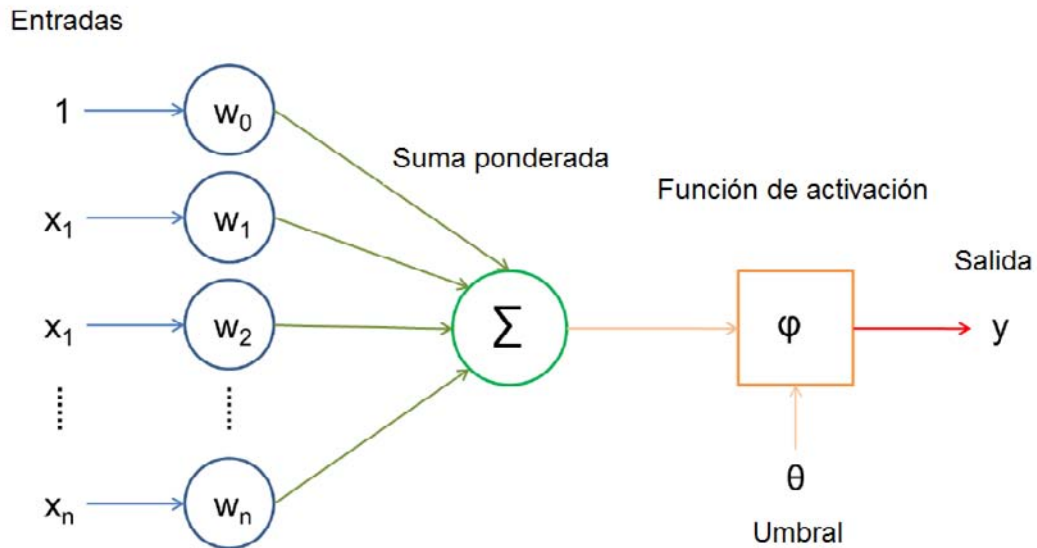 Entradas
1
w₀
Suma ponderada
Función de activación
x₁
w₁
Salida
x₁
w₂
Σ
φ
y
θ
xₙ
wₙ
Umbral